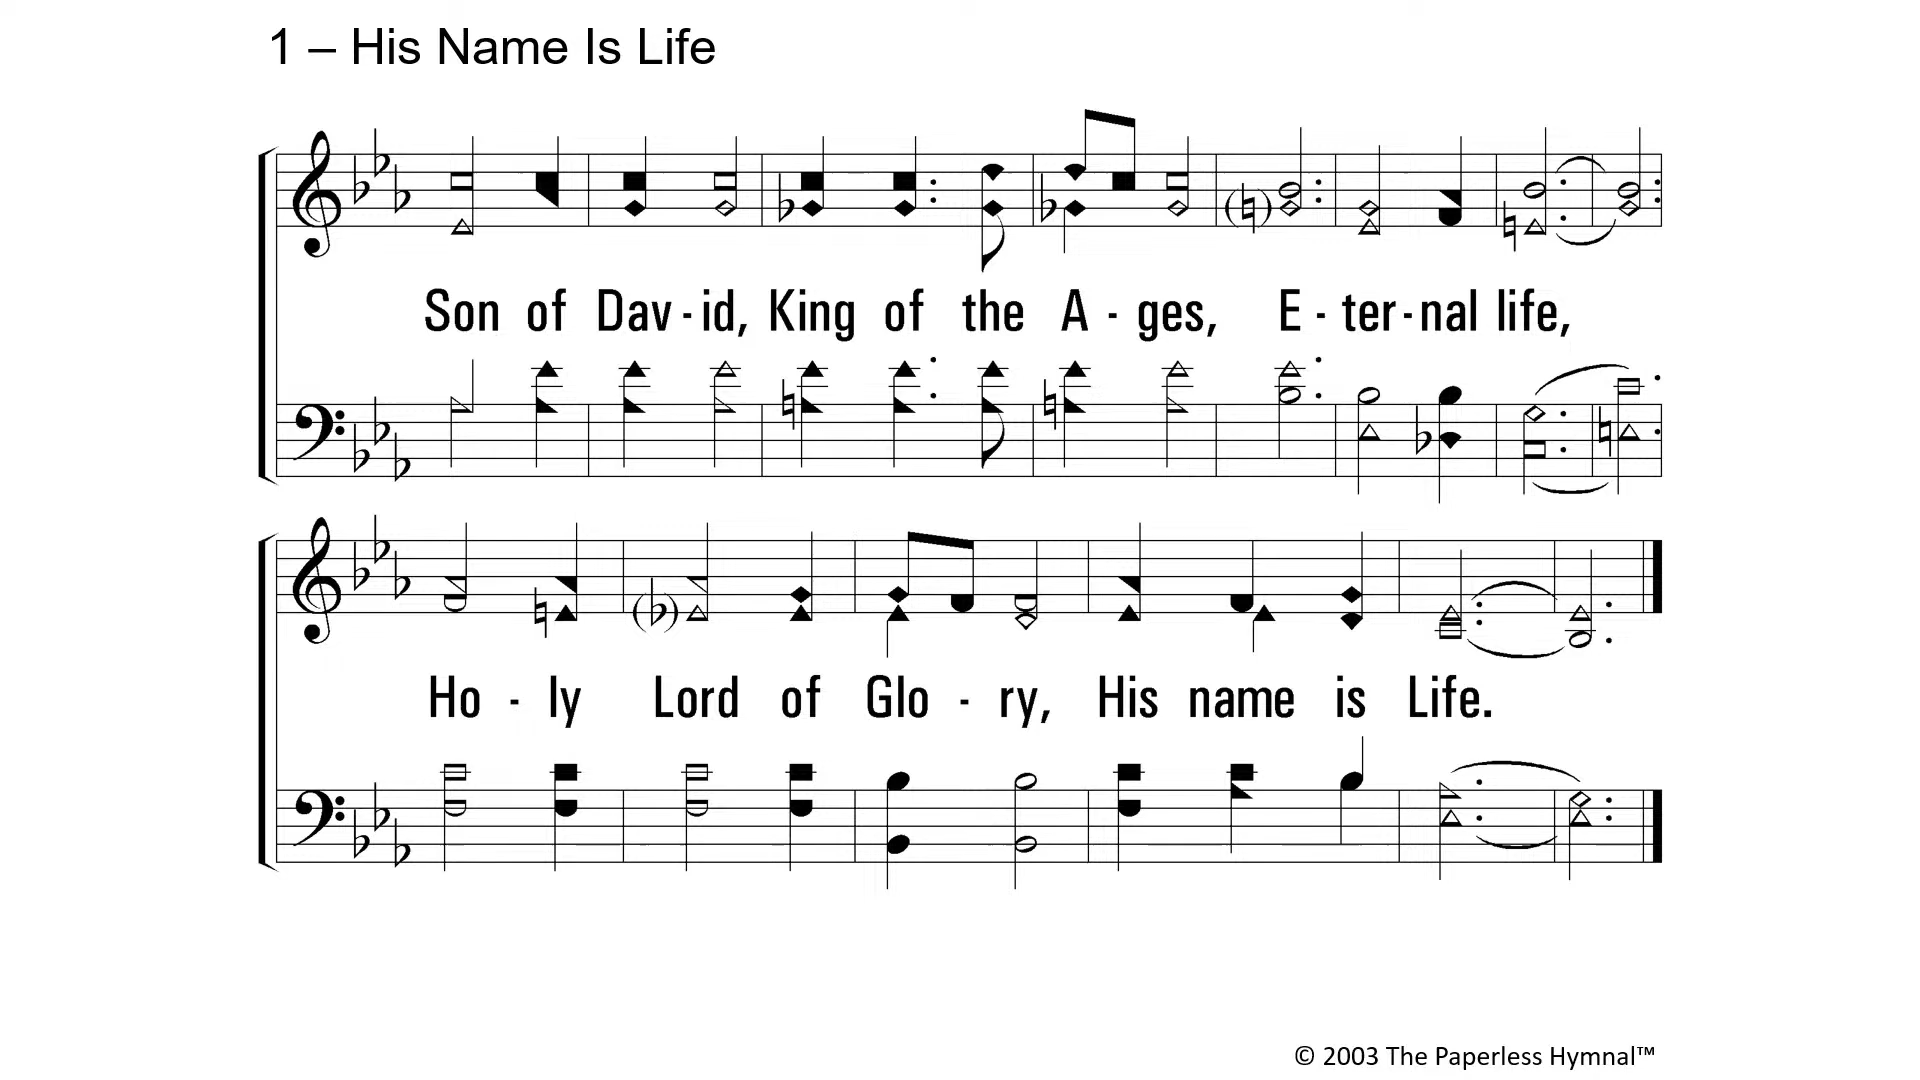 1 – His Name Is Life
Son of Dav - id, King of the A - ges, E - ter - nal life,
Ho - ly Lord of Glo - ry, His name is Life.
© 2003 The Paperless Hymnal™